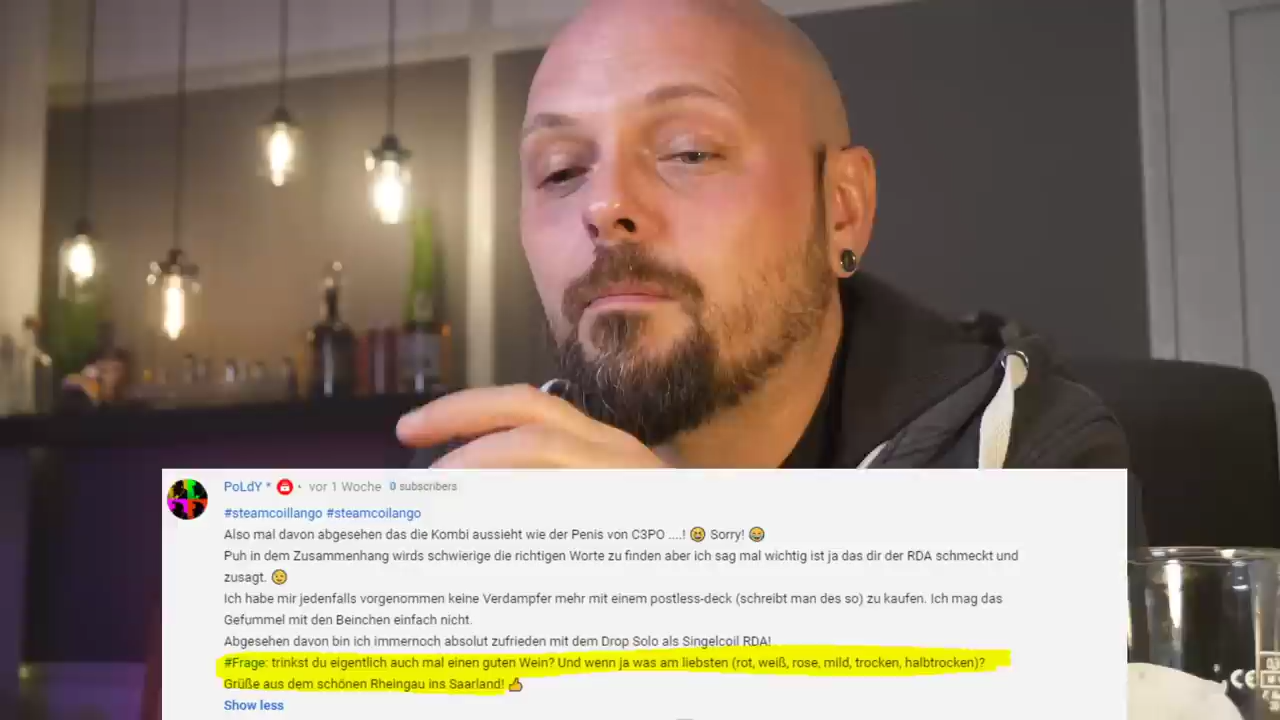 PoLdY * · vor 1 Woche 0 subscribers
#steamcoillango #steamcoilango
Also mal davon abgesehen das die Kombi aussieht wie der Penis von C3PO ....! 😀 Sorry! 😂
Puh in dem Zusammenhang wirds schwierige die richtigen Worte zu finden aber ich sag mal wichtig ist ja das dir der RDA schmeckt und
zusagt. 😉
Ich habe mir jedenfalls vorgenommen keine Verdampfer mehr mit einem postless-deck (schreibt man des so) zu kaufen. Ich mag das
Gefummel mit den Beinchen einfach nicht.
Abgesehen davon bin ich immernoch absolut zufrieden mit dem Drop Solo als Singelcoil RDA!
#Frage: trinkst du eigentlich auch mal einen guten Wein? Und wenn ja was am liebsten (rot, weiß, rose, mild, trocken, halbtrocken)?
Grüße aus dem schönen Rheingau ins Saarland! 👍
Show less
CE